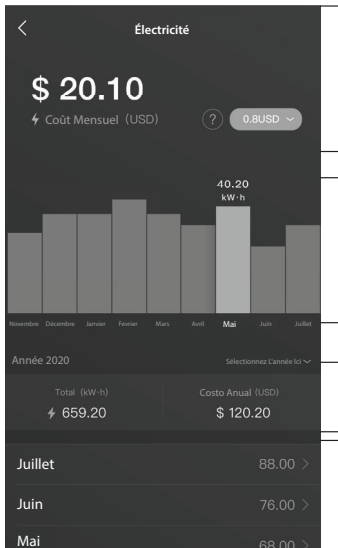 Électricité
$ 20.10
Coût Mensuel (USD)
? 0.8USD
40.20
kW·h
Novembre Décembre Janvier Fevrier Mars Avril Mai Juin Juillet
Année 2020 Sélectionnez L'année Ici
Total (kW·h) Costo Anual (USD)
659.20 $ 120.20
Juillet 88.00 >
Juin 76.00 >
Mai 68.00 >